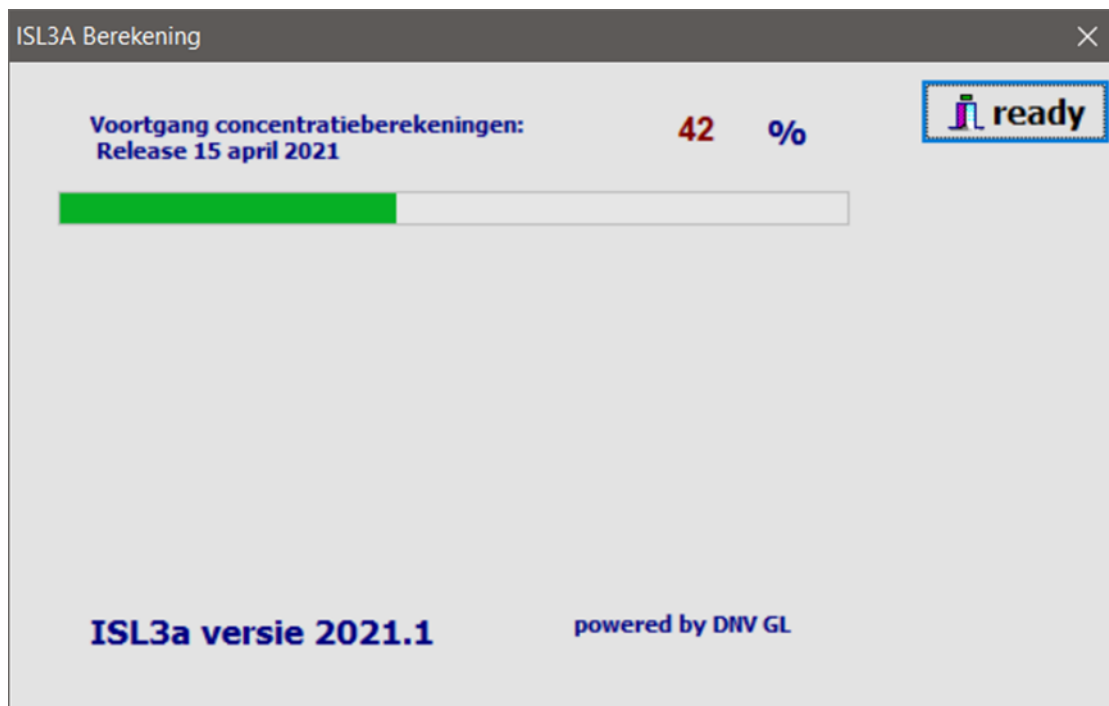 ISL3A Berekening
Voortgang concentratieberekeningen: 42 %
Release 15 april 2021
ready
ISL3a versie 2021.1
powered by DNV GL